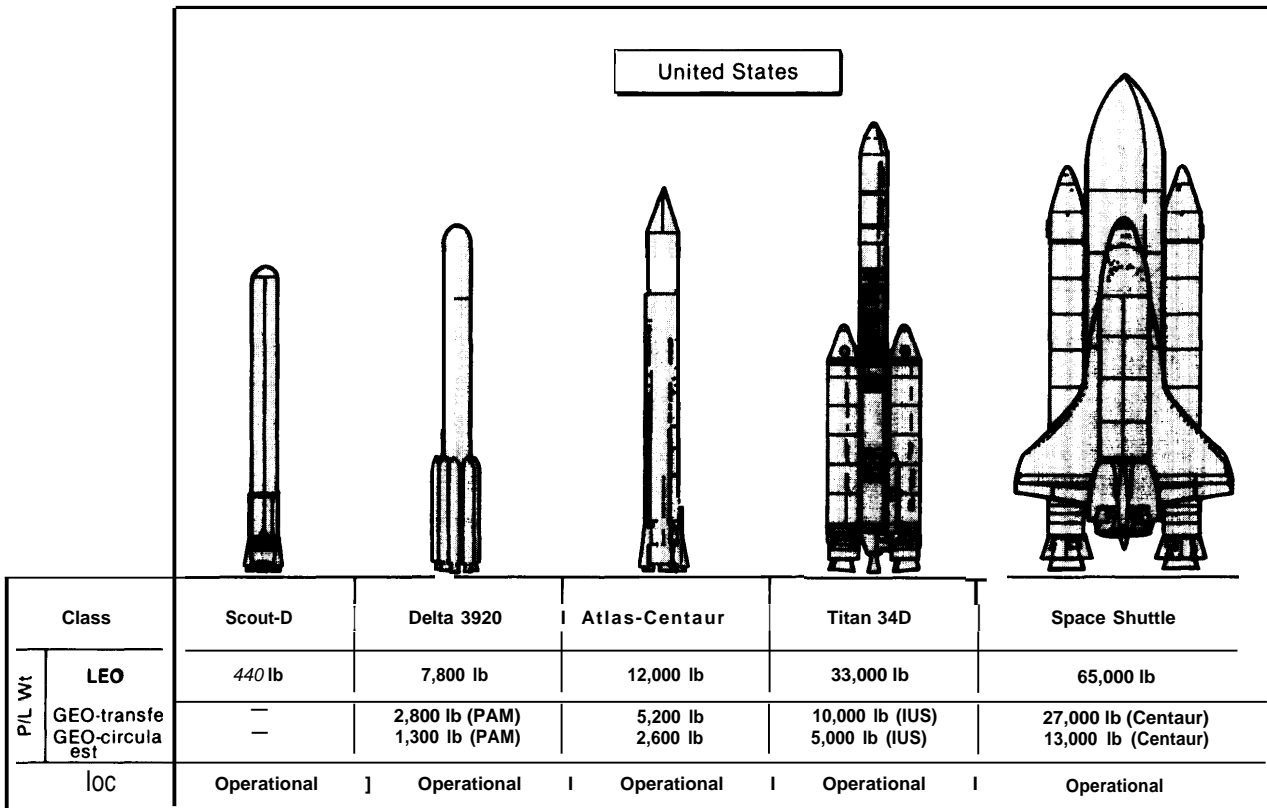 United States
Class Scout-D Delta 3920 Atlas-Centaur Titan 34D Space Shuttle
P/L Wt
LEO 440 lb 7,800 lb 12,000 lb 33,000 lb 65,000 lb
GEO-transfe — 2,800 lb (PAM) 5,200 lb 10,000 lb (IUS) 27,000 lb (Centaur)
GEO-circula — 1,300 lb (PAM) 2,600 lb 5,000 lb (IUS) 13,000 lb (Centaur)
est
loc Operational Operational Operational Operational Operational